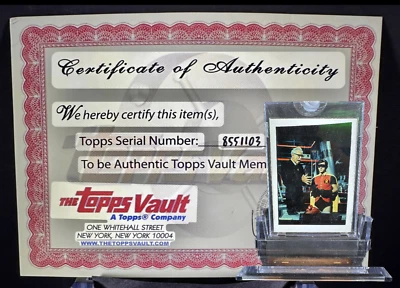 Certificate of Authenticity
We hereby certify this item(s),
Topps Serial Number: 8551103
To be Authentic Topps Vault Mem
THE topps Vault
A Topps® Company
ONE WHITEHALL STREET
NEW YORK, NEW YORK 10004
WWW.THETOPPSVAULT.COM